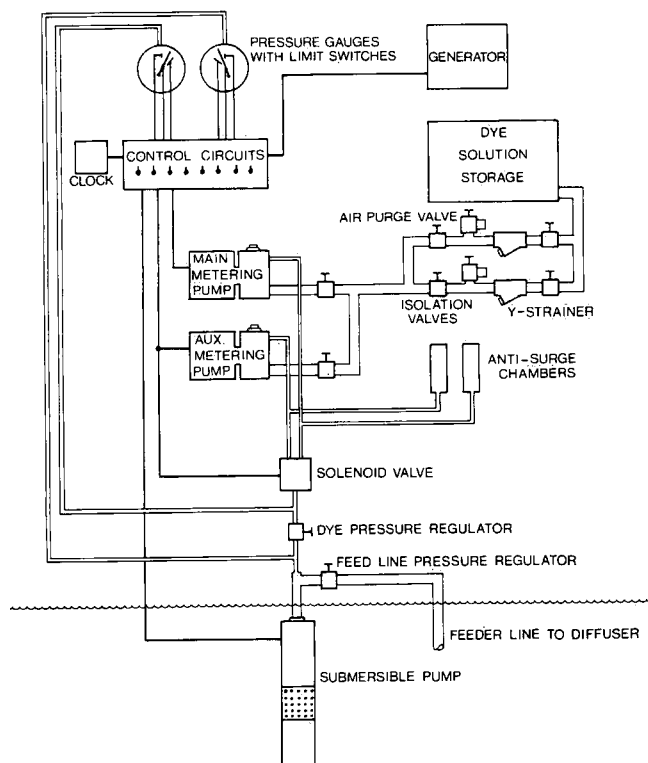 PRESSURE GAUGES
WITH LIMIT SWITCHES
GENERATOR
CONTROL CIRCUITS
CLOCK
DYE
SOLUTION
STORAGE
AIR PURGE VALVE
MAIN
METERING
PUMP
ISOLATION
VALVES
Y-STRAINER
AUX.
METERING
PUMP
ANTI-SURGE
CHAMBERS
SOLENOID VALVE
DYE PRESSURE REGULATOR
FEED LINE PRESSURE REGULATOR
FEEDER LINE TO DIFFUSER
SUBMERSIBLE PUMP